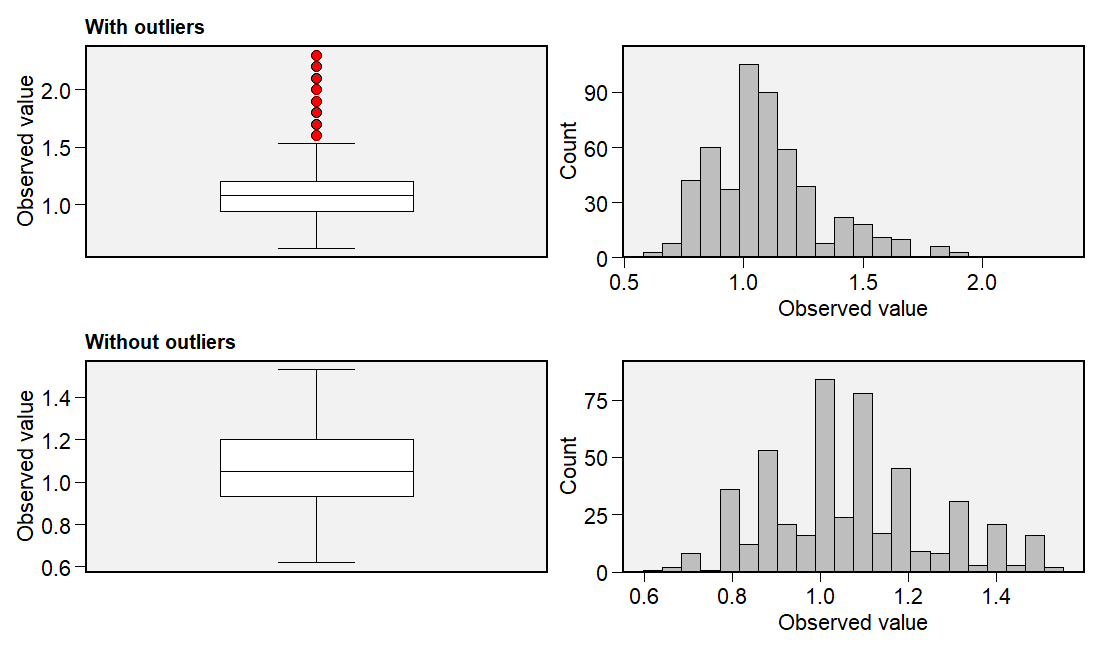 With outliers
Observed value
2.0
1.5
1.0
Count
90
60
30
0
0.5 1.0 1.5 2.0
Observed value
Without outliers
Observed value
1.4
1.2
1.0
0.8
0.6
Count
75
50
25
0
0.6 0.8 1.0 1.2 1.4
Observed value